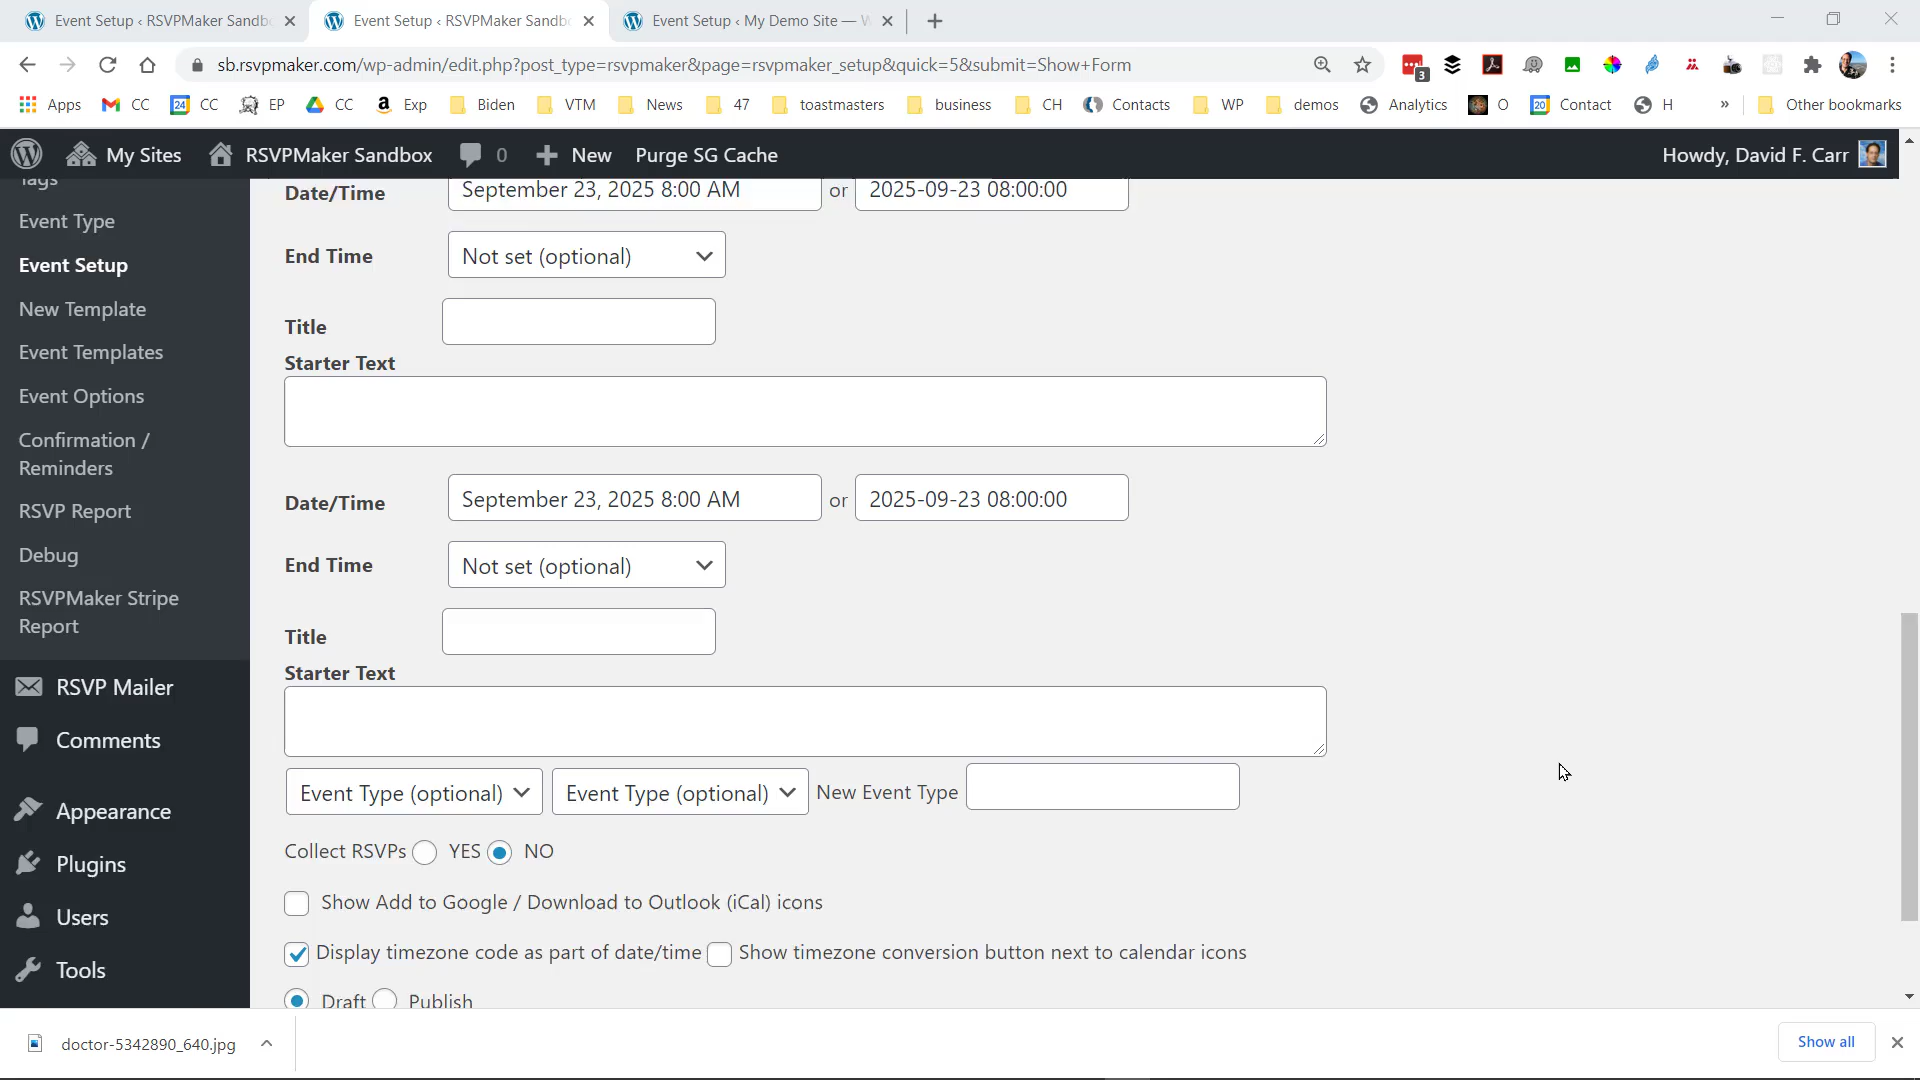 Event Setup ‹ RSVPMaker Sandb
Event Setup ‹ RSVPMaker Sandb
Event Setup ‹ My Demo Site —
sb.rsvpmaker.com/wp-admin/edit.php?post_type=rsvpmaker&page=rsvpmaker_setup&quick=5&submit=Show+Form
3
Apps
CC
24 CC
EP
CC
a Exp
Biden
VTM
News
47
toastmasters
business
CH
Contacts
WP
demos
Analytics
O
20 Contact
H
»
Other bookmarks
My Sites
RSVPMaker Sandbox
0
New
Purge SG Cache
Howdy, David F. Carr
Tags
Event Type
Event Setup
New Template
Event Templates
Event Options
Confirmation /
Reminders
RSVP Report
Debug
RSVPMaker Stripe
Report
RSVP Mailer
Comments
Appearance
Plugins
Users
Tools
Date/Time September 23, 2025 8:00 AM or 2025-09-23 08:00:00
End Time Not set (optional)
Title
Starter Text
Date/Time September 23, 2025 8:00 AM or 2025-09-23 08:00:00
End Time Not set (optional)
Title
Starter Text
Event Type (optional) Event Type (optional) New Event Type
Collect RSVPs YES NO
Show Add to Google / Download to Outlook (iCal) icons
Display timezone code as part of date/time Show timezone conversion button next to calendar icons
Draft Publish
doctor-5342890_640.jpg
Show all